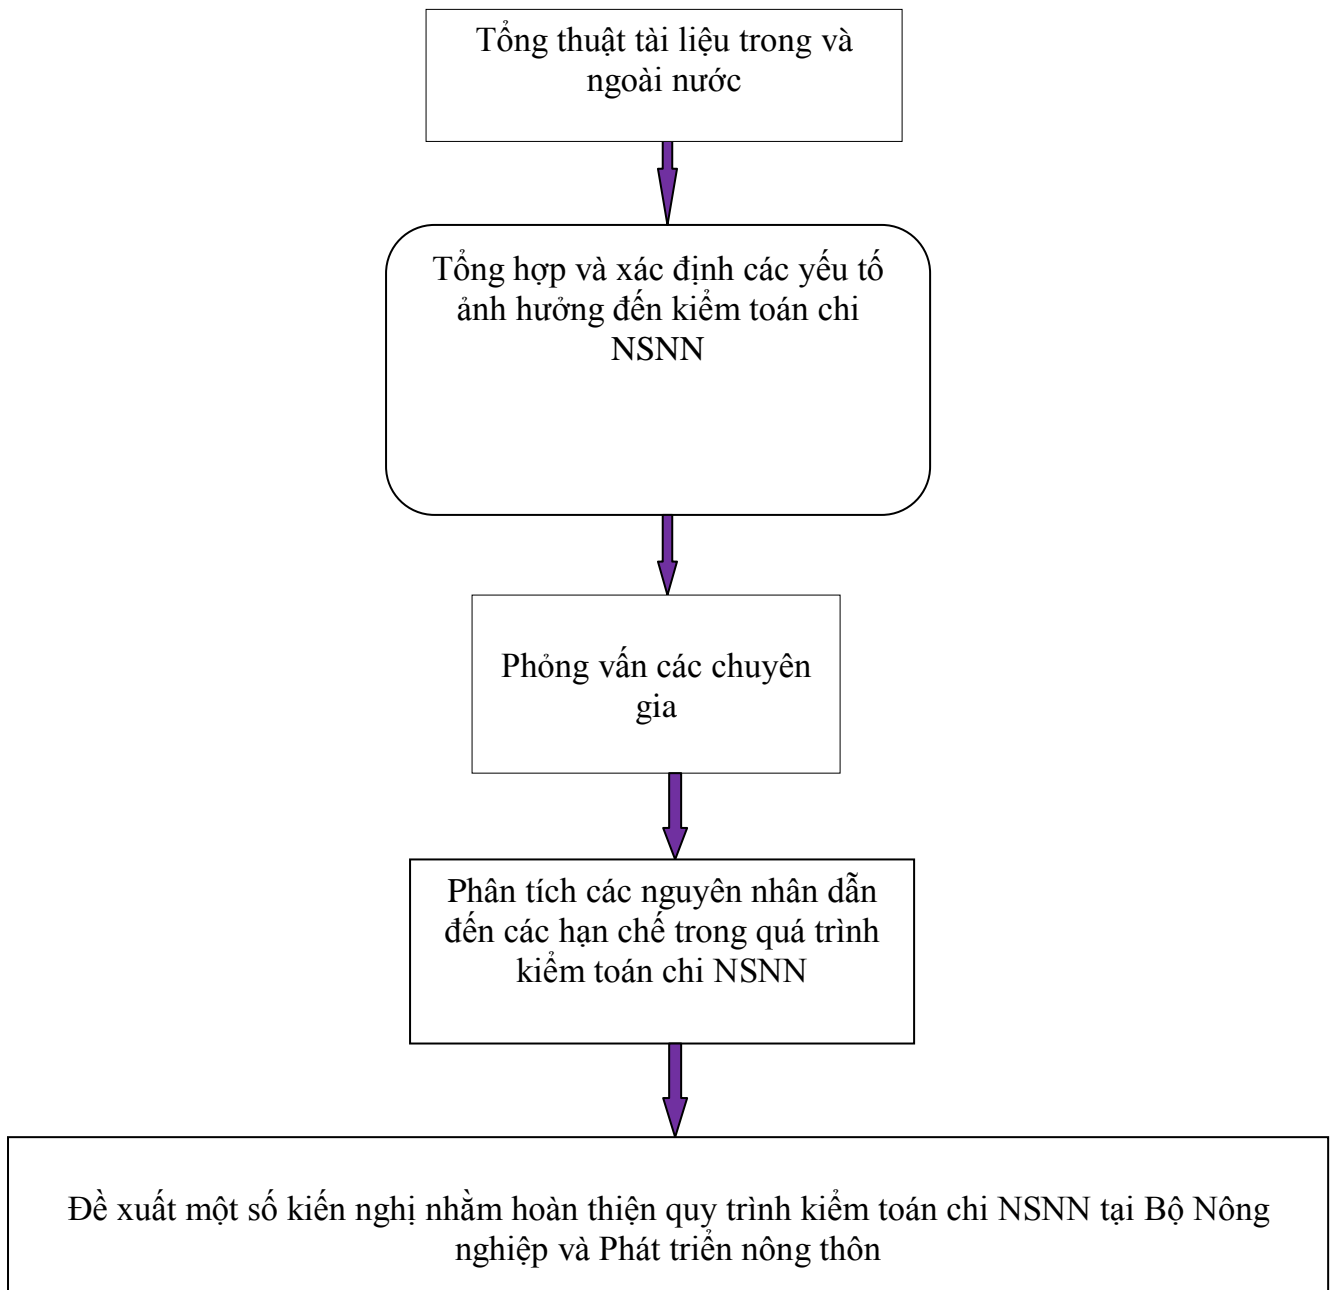 Tổng thuật tài liệu trong và
ngoài nước
Tổng hợp và xác định các yếu tố
ảnh hưởng đến kiểm toán chi
NSNN
Phỏng vấn các chuyên
gia
Phân tích các nguyên nhân dẫn
đến các hạn chế trong quá trình
kiểm toán chi NSNN
Đề xuất một số kiến nghị nhằm hoàn thiện quy trình kiểm toán chi NSNN tại Bộ Nông
nghiệp và Phát triển nông thôn